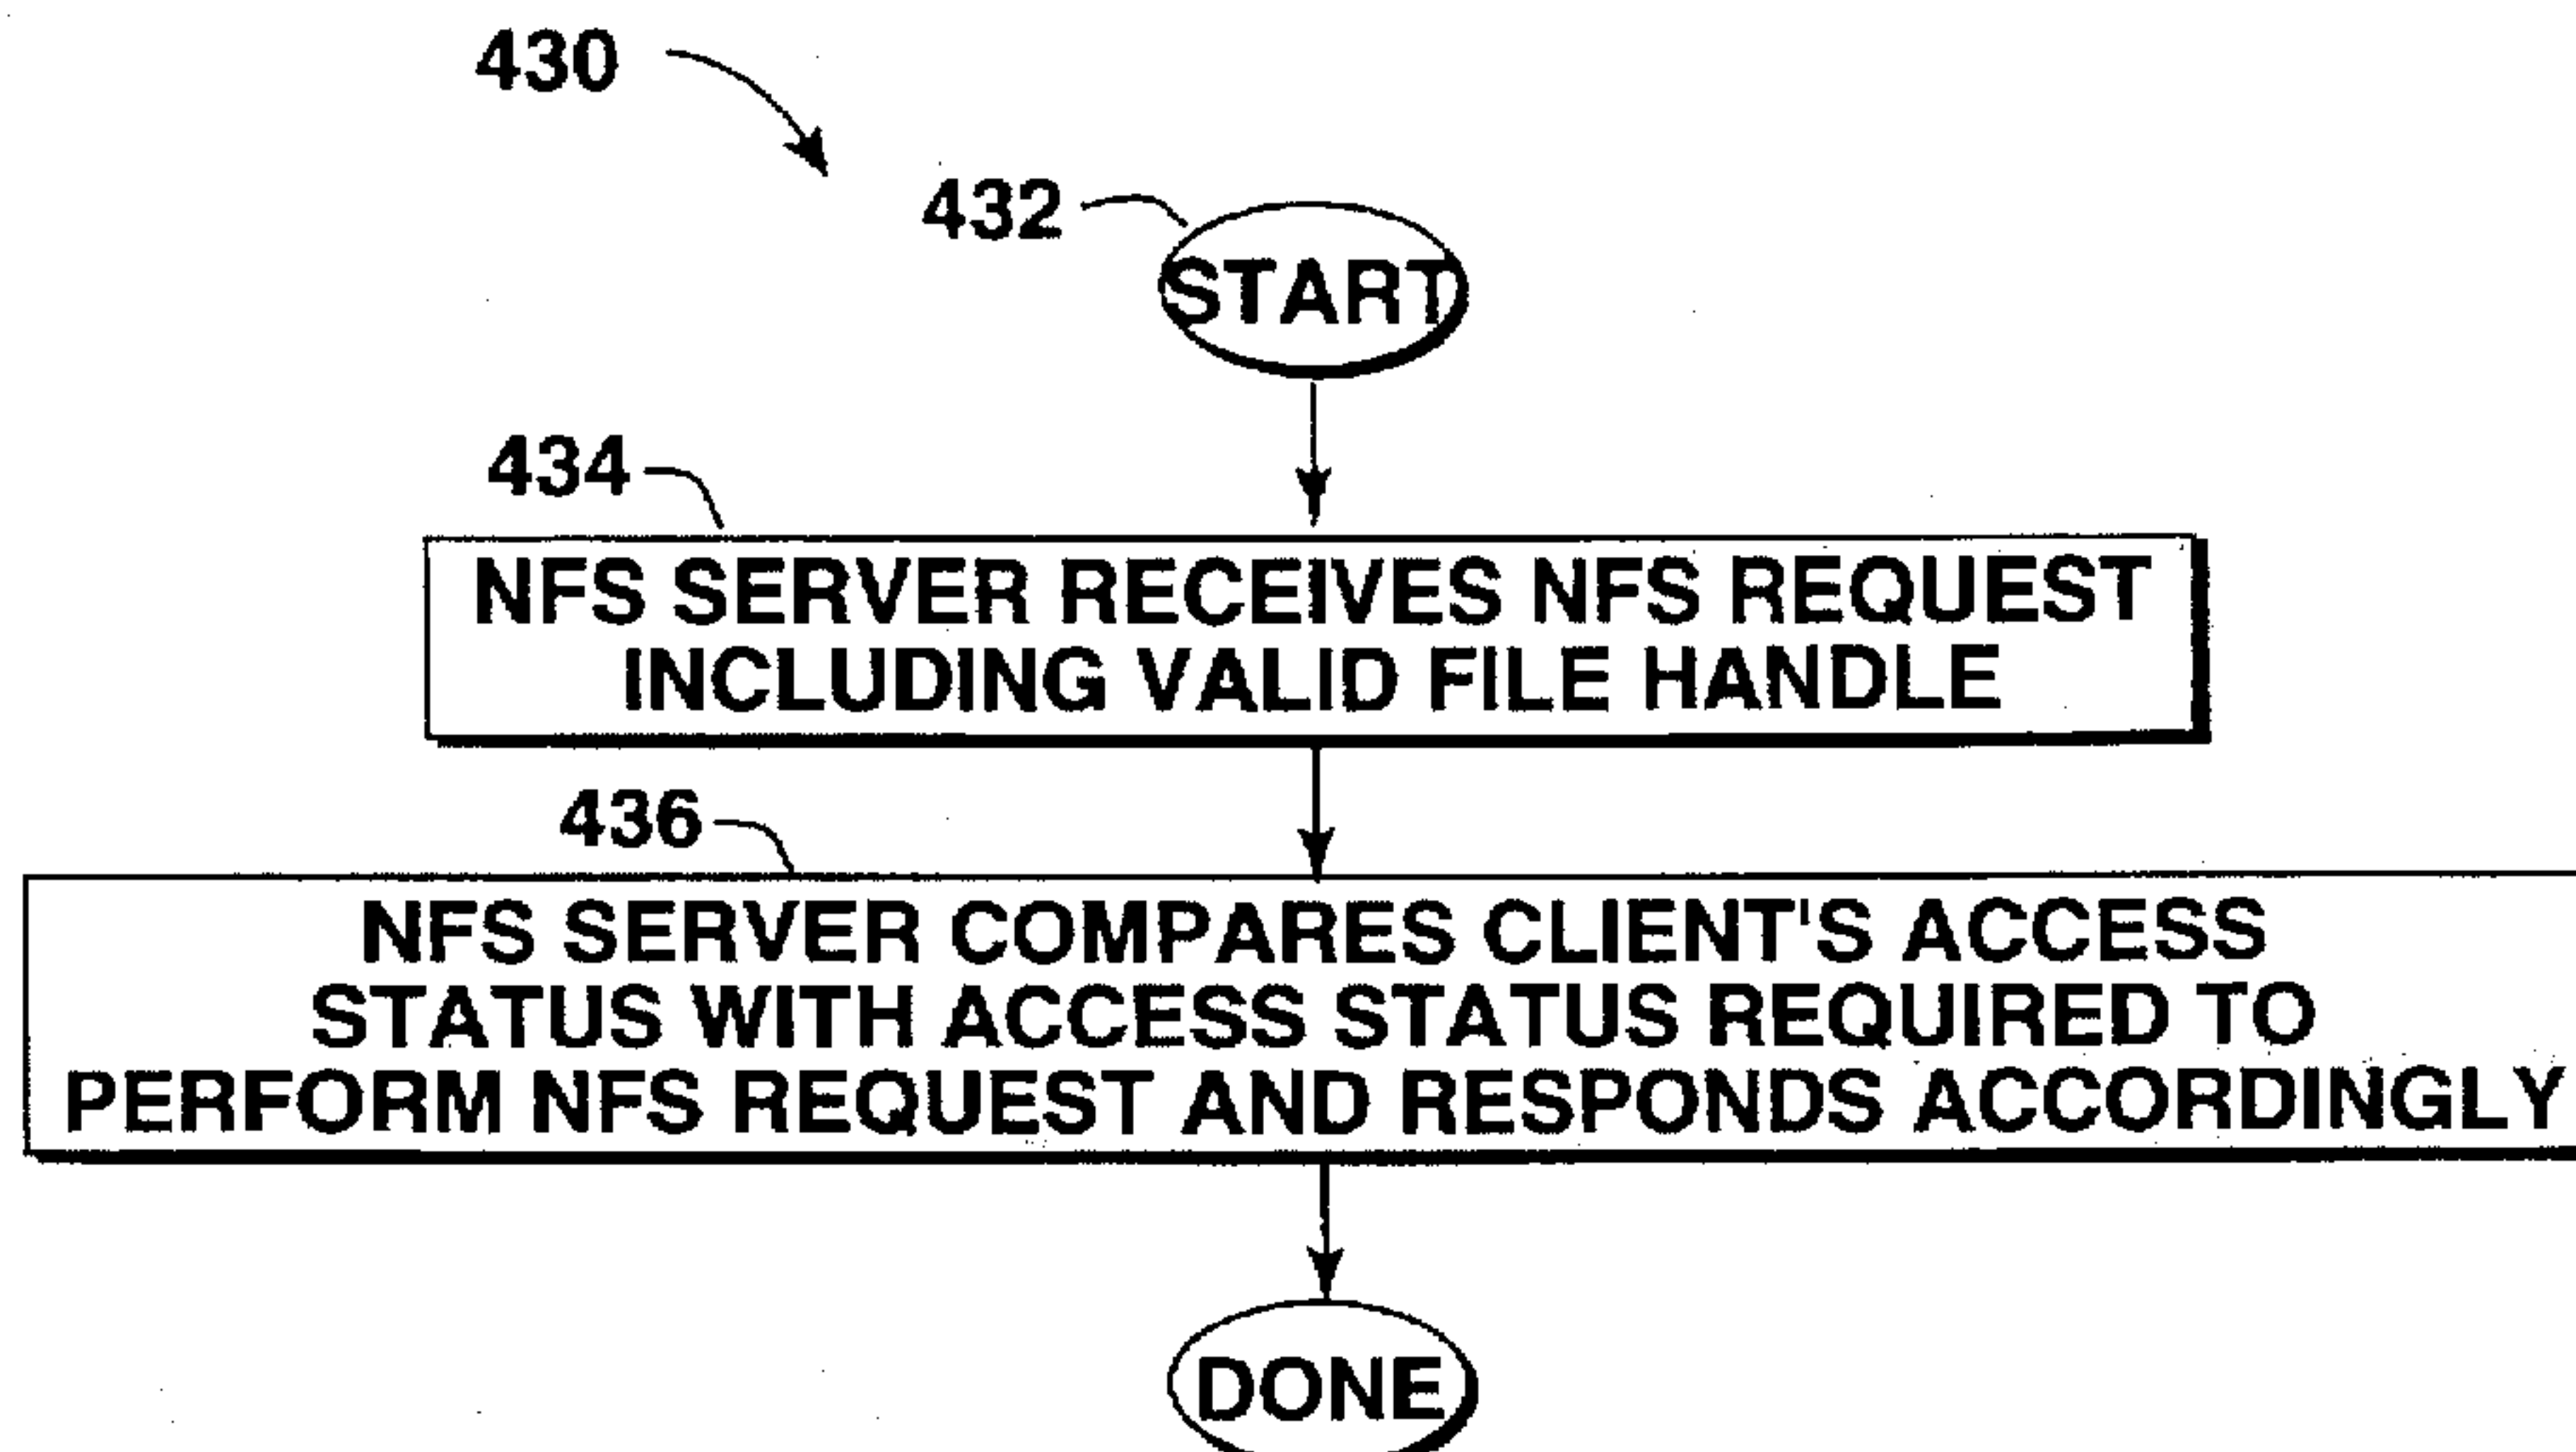 430
432
START
434
NFS SERVER RECEIVES NFS REQUEST
INCLUDING VALID FILE HANDLE
436
NFS SERVER COMPARES CLIENT'S ACCESS
STATUS WITH ACCESS STATUS REQUIRED TO
PERFORM NFS REQUEST AND RESPONDS ACCORDINGLY
DONE